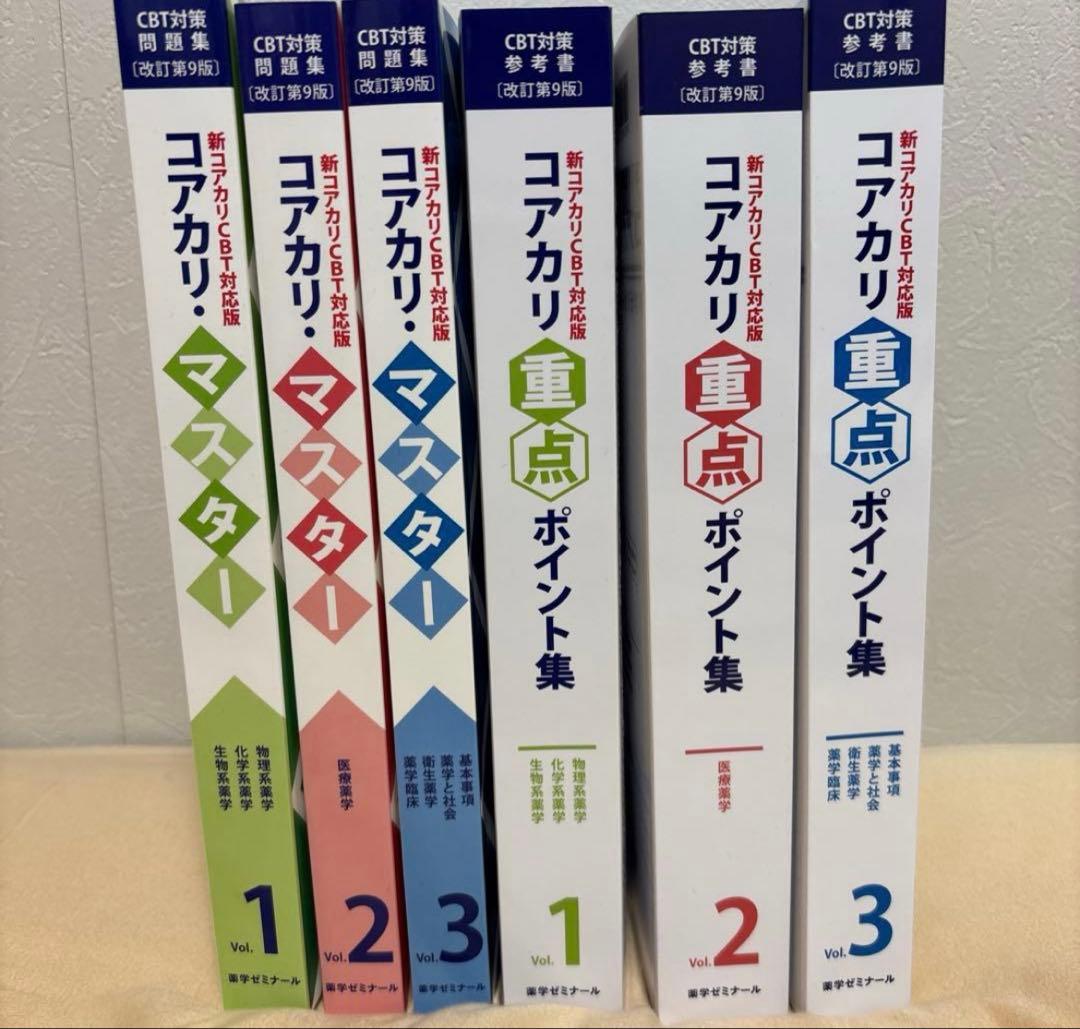 CBT対策
問題集
〔改訂第9版〕
新コアカリCBT対応版
コアカリ・マスター
物理系薬学
化学系薬学
生物系薬学
Vol.1
薬学ゼミナール
CBT対策
問題集
〔改訂第9版〕
新コアカリCBT対応版
コアカリ・マスター
医療薬学
Vol.2
薬学ゼミナール
CBT対策
問題集
〔改訂第9版〕
新コアカリCBT対応版
コアカリ・マスター
基本事項
薬学と社会
衛生薬学
薬学臨床
Vol.3
薬学ゼミナール
CBT対策
参考書
〔改訂第9版〕
新コアカリCBT対応版
コアカリ重点ポイント集
物理系薬学
化学系薬学
生物系薬学
Vol.1
薬学ゼミナール
CBT対策
参考書
〔改訂第9版〕
新コアカリCBT対応版
コアカリ重点ポイント集
医療薬学
Vol.2
薬学ゼミナール
CBT対策
参考書
〔改訂第9版〕
新コアカリCBT対応版
コアカリ重点ポイント集
基本事項
薬学と社会
衛生薬学
薬学臨床
Vol.3
薬学ゼミナール